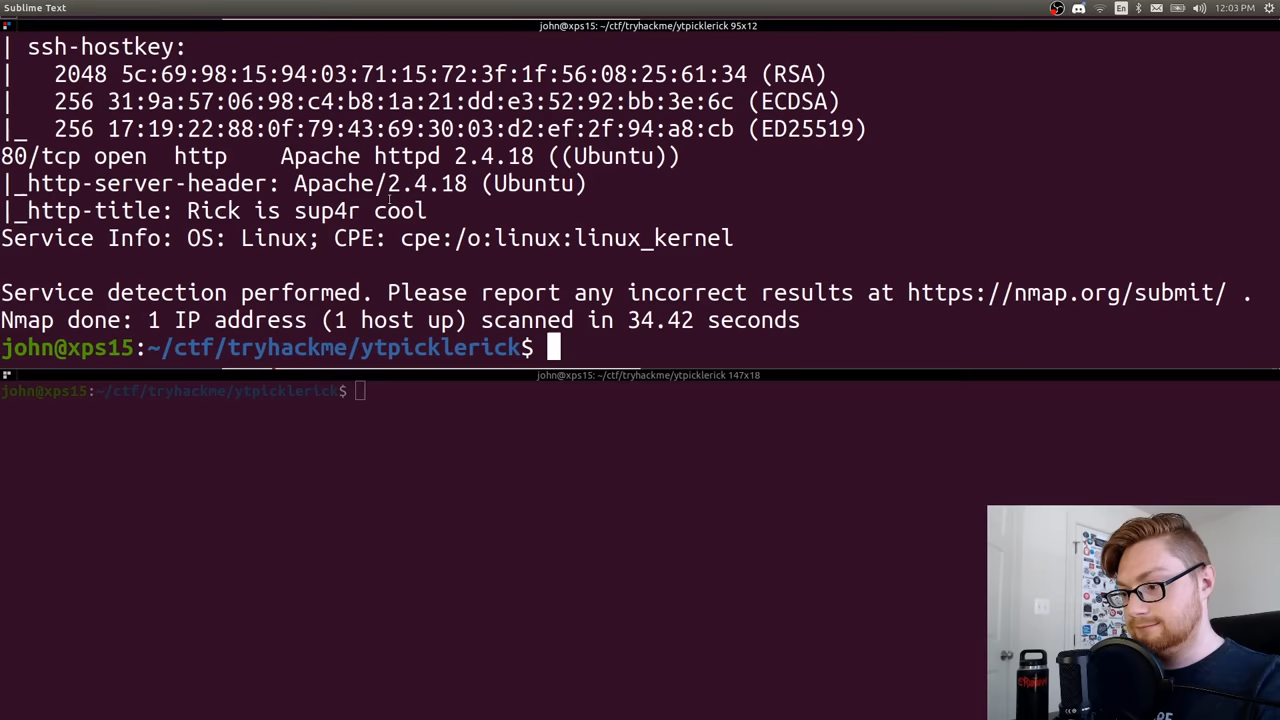 Sublime Text
En
12:03 PM
john@xps15: ~/ctf/tryhackme/ytpicklerick 95x12
| ssh-hostkey:
|   2048 5c:69:98:15:94:03:71:15:72:3f:1f:56:08:25:61:34 (RSA)
|   256 31:9a:57:06:98:c4:b8:1a:21:dd:e3:52:92:bb:3e:6c (ECDSA)
|_  256 17:19:22:88:0f:79:43:69:30:03:d2:ef:2f:94:a8:cb (ED25519)
80/tcp open  http    Apache httpd 2.4.18 ((Ubuntu))
|_http-server-header: Apache/2.4.18 (Ubuntu)
|_http-title: Rick is sup4r cool
Service Info: OS: Linux; CPE: cpe:/o:linux:linux_kernel
Service detection performed. Please report any incorrect results at https://nmap.org/submit/ .
Nmap done: 1 IP address (1 host up) scanned in 34.42 seconds
john@xps15:~/ctf/tryhackme/ytpicklerick$
john@xps15: ~/ctf/tryhackme/ytpicklerick 147x18
john@xps15:~/ctf/tryhackme/ytpicklerick$